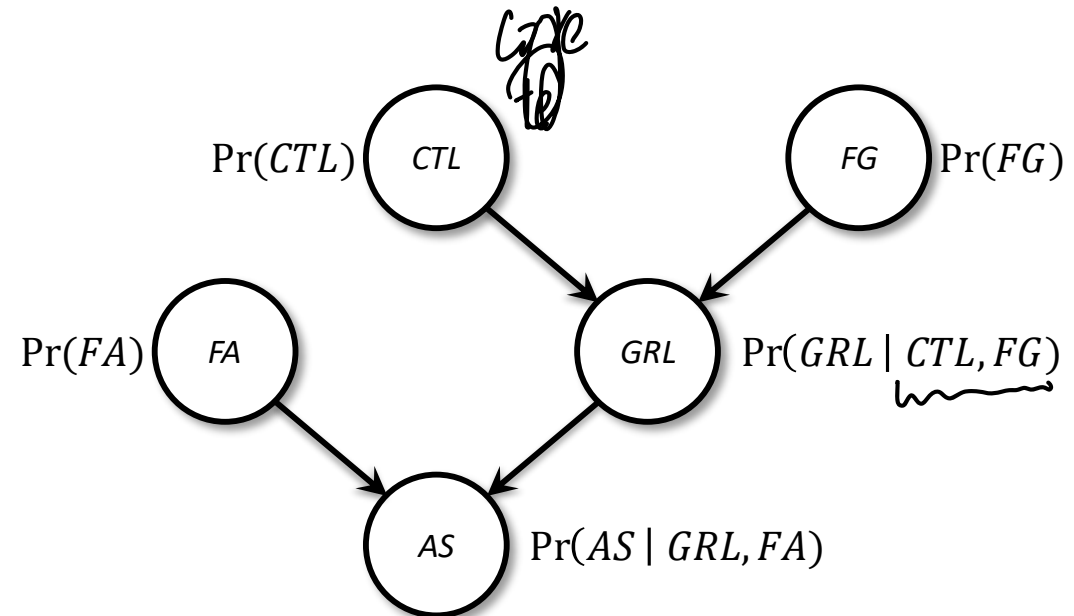 Pr(CTL) CTL FG Pr(FG)
Pr(FA) FA GRL Pr(GRL | CTL, FG)
AS Pr(AS | GRL, FA)